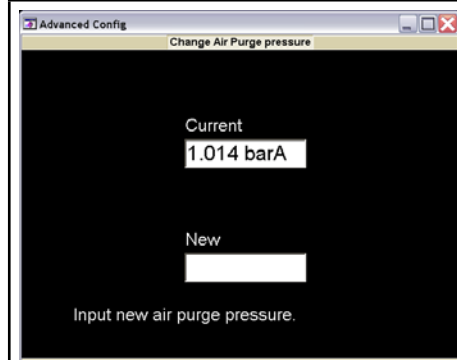 Advanced Config
Change Air Purge pressure
Current
1.014 barA
New
Input new air purge pressure.